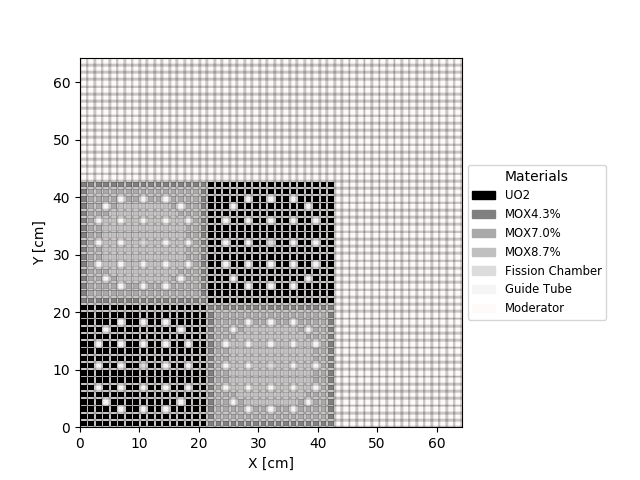 60
50
40
30
20
10
0
Y [cm]
0 10 20 30 40 50 60
X [cm]
Materials
UO2
MOX4.3%
MOX7.0%
MOX8.7%
Fission Chamber
Guide Tube
Moderator